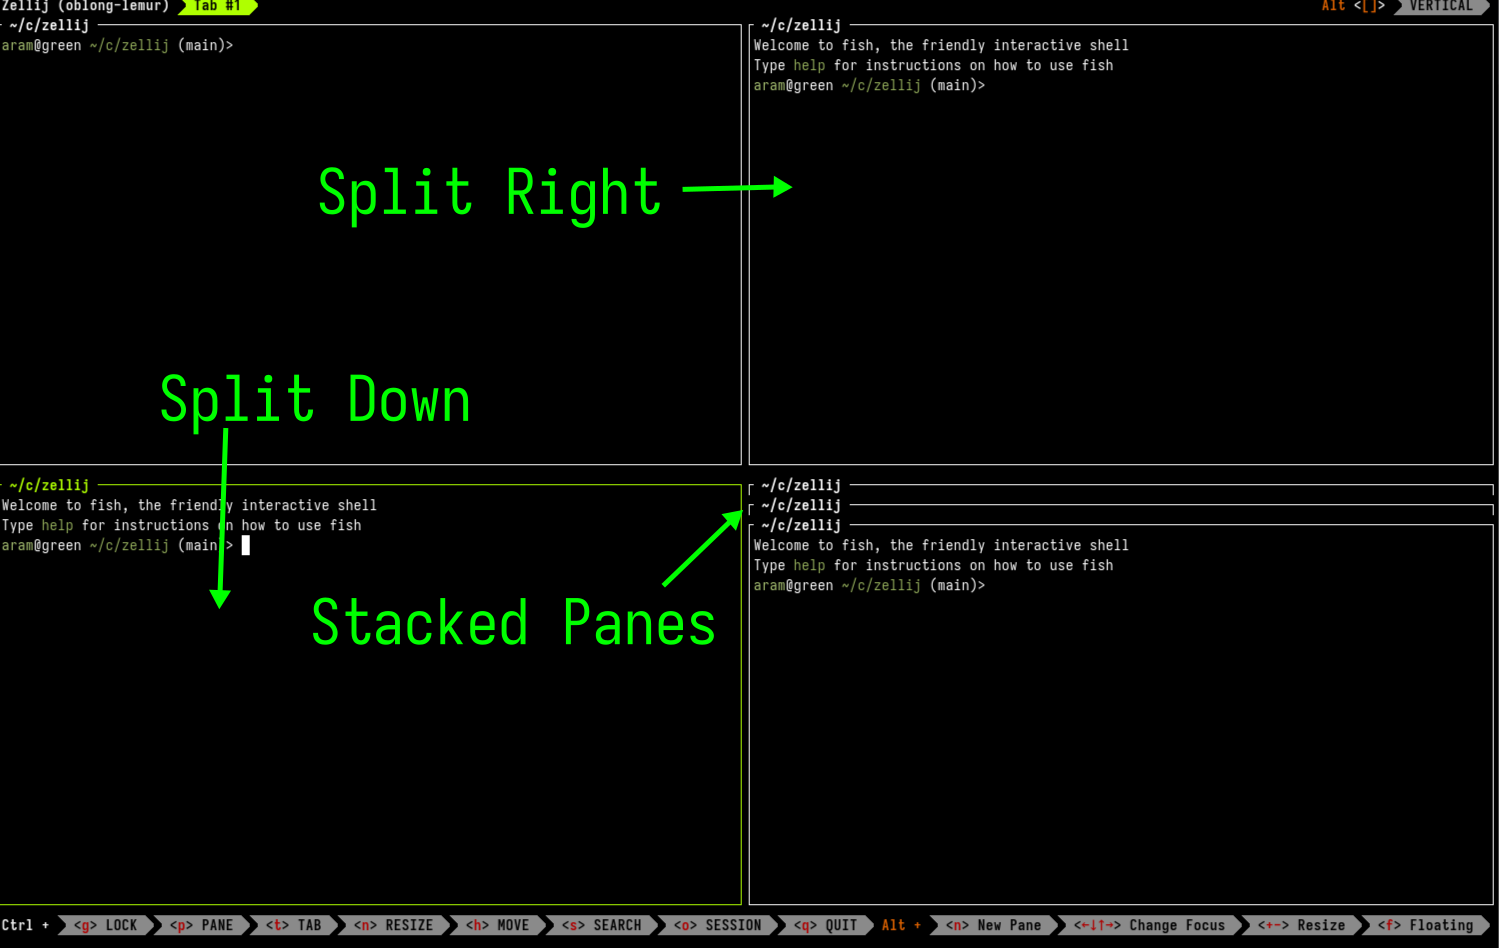 Zellij (oblong-lemur) Tab #1 Alt <[]> VERTICAL
~/c/zellij
aram@green ~/c/zellij (main)>
~/c/zellij
Welcome to fish, the friendly interactive shell
Type help for instructions on how to use fish
aram@green ~/c/zellij (main)>
Split Right
Split Down
~/c/zellij
Welcome to fish, the friendly interactive shell
Type help for instructions on how to use fish
aram@green ~/c/zellij (main)>
Stacked Panes
~/c/zellij
~/c/zellij
~/c/zellij
Welcome to fish, the friendly interactive shell
Type help for instructions on how to use fish
aram@green ~/c/zellij (main)>
Ctrl + <g> LOCK <p> PANE <t> TAB <n> RESIZE <h> MOVE <s> SEARCH <o> SESSION <q> QUIT Alt + <n> New Pane <←↓↑→> Change Focus <+-> Resize <f> Floating